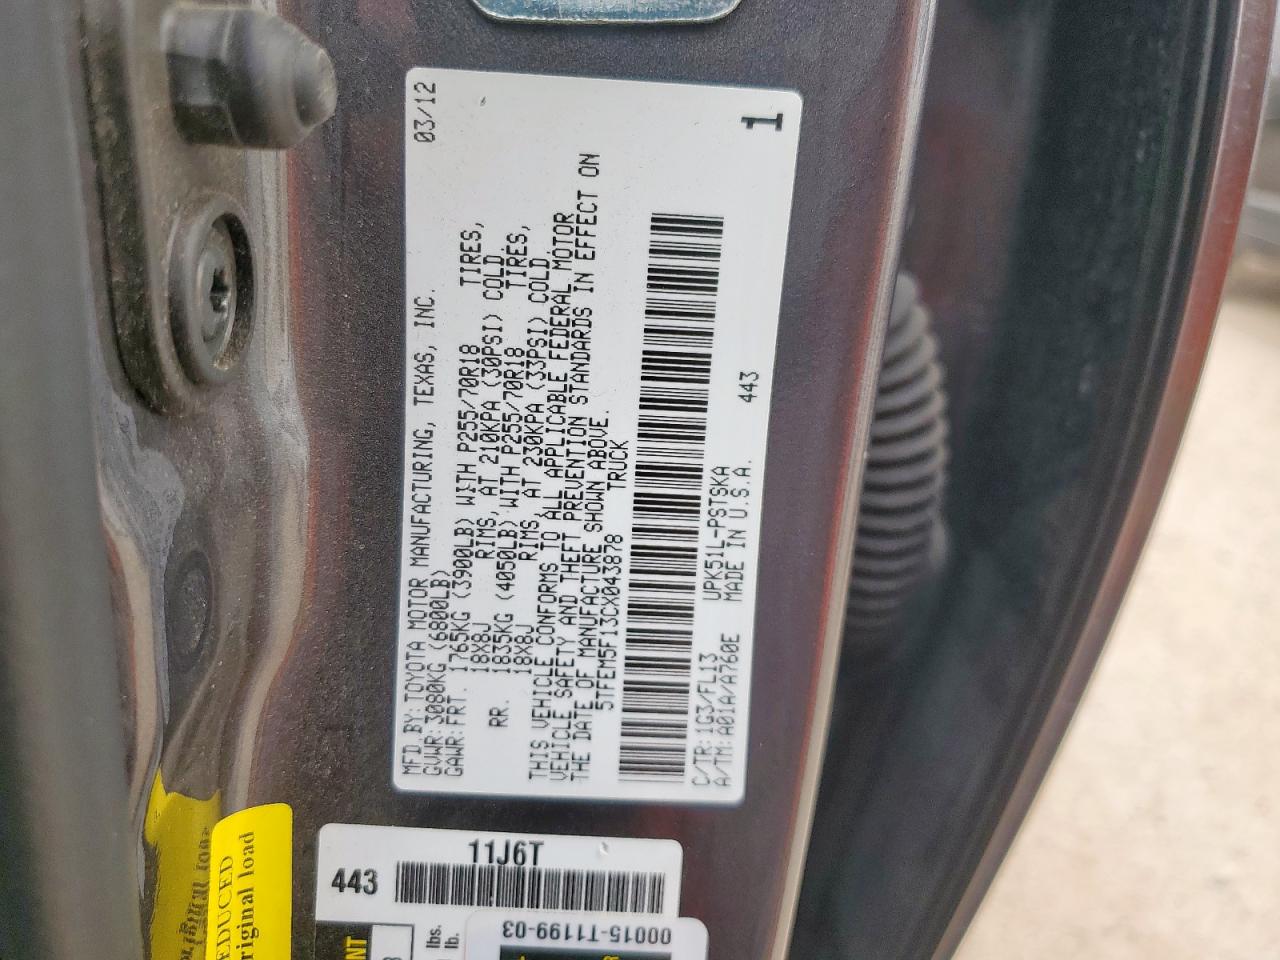 MFD.BY:TOYOTA MOTOR MANUFACTURING, TEXAS, INC. 03/12
GVWR:3080KG (6800LB)
GAWR:FRT. 1765KG (3900LB) WITH P255/70R18 TIRES,
18X8J RIMS, AT 210KPA (30PSI) COLD.
RR. 1835KG (4050LB) WITH P255/70R18 TIRES,
18X8J RIMS, AT 230KPA (33PSI) COLD.
THIS VEHICLE CONFORMS TO ALL APPLICABLE FEDERAL MOTOR
VEHICLE SAFETY AND THEFT PREVENTION STANDARDS IN EFFECT ON
THE DATE OF MANUFACTURE SHOWN ABOVE.
5TFEM5F13CX043878 TRUCK
C/TR:1G3/FL13 UPK51L-PSTSKA
A/TM:A01A/A760E MADE IN U.S.A. 443
1
11J6T
443
EDUCED
original load
00015-T1199-03
lbs.
lb.